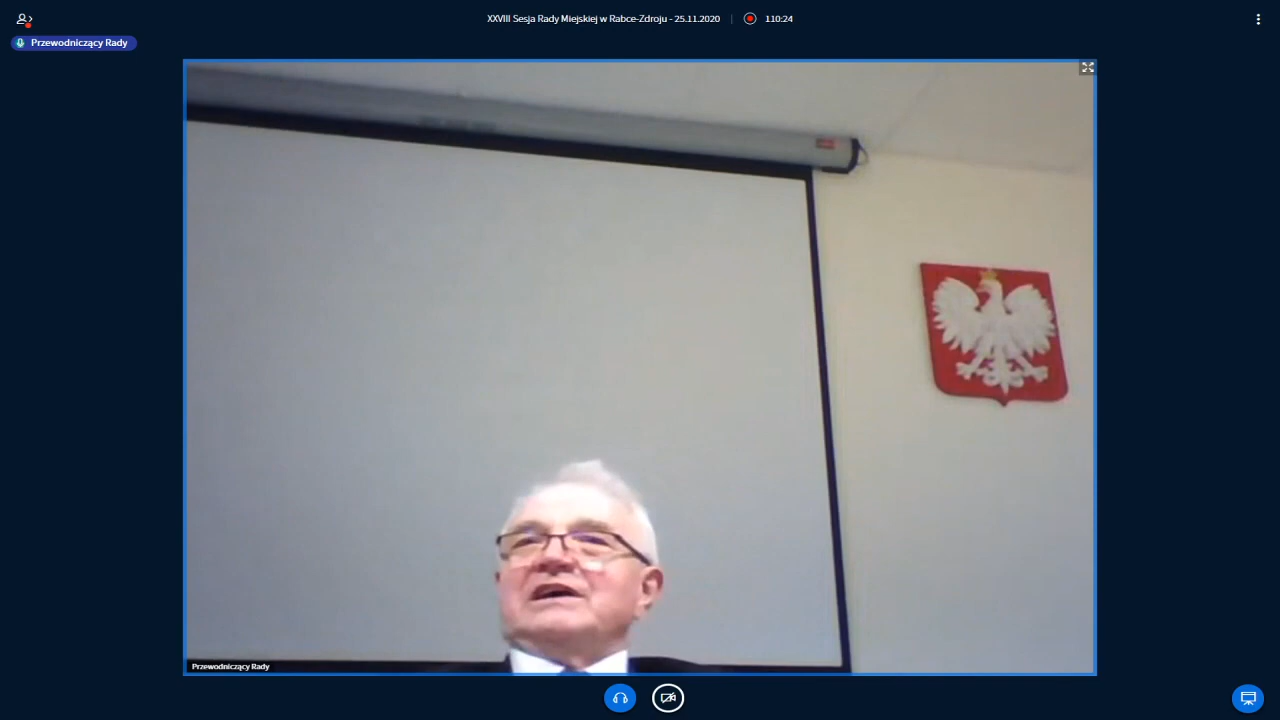 XXVIII Sesja Rady Miejskiej w Rabce-Zdroju - 25.11.2020 | 110:24
Przewodniczący Rady
Przewodniczący Rady